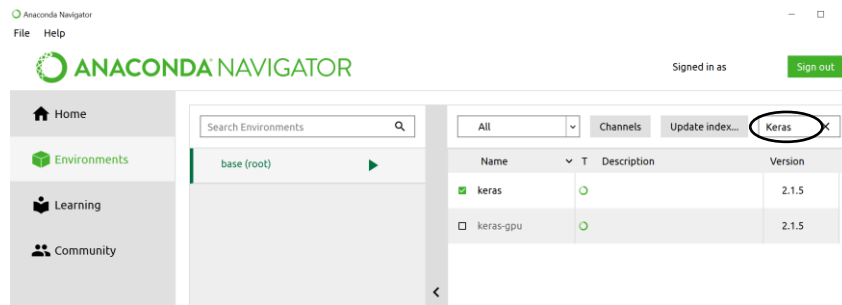 Anaconda Navigator
File Help
ANACONDA NAVIGATOR
Signed in as
Sign out
Home
Environments
Learning
Community
Search Environments
base (root)
All
Channels
Update index...
Keras X
Name T Description Version
keras 2.1.5
keras-gpu 2.1.5